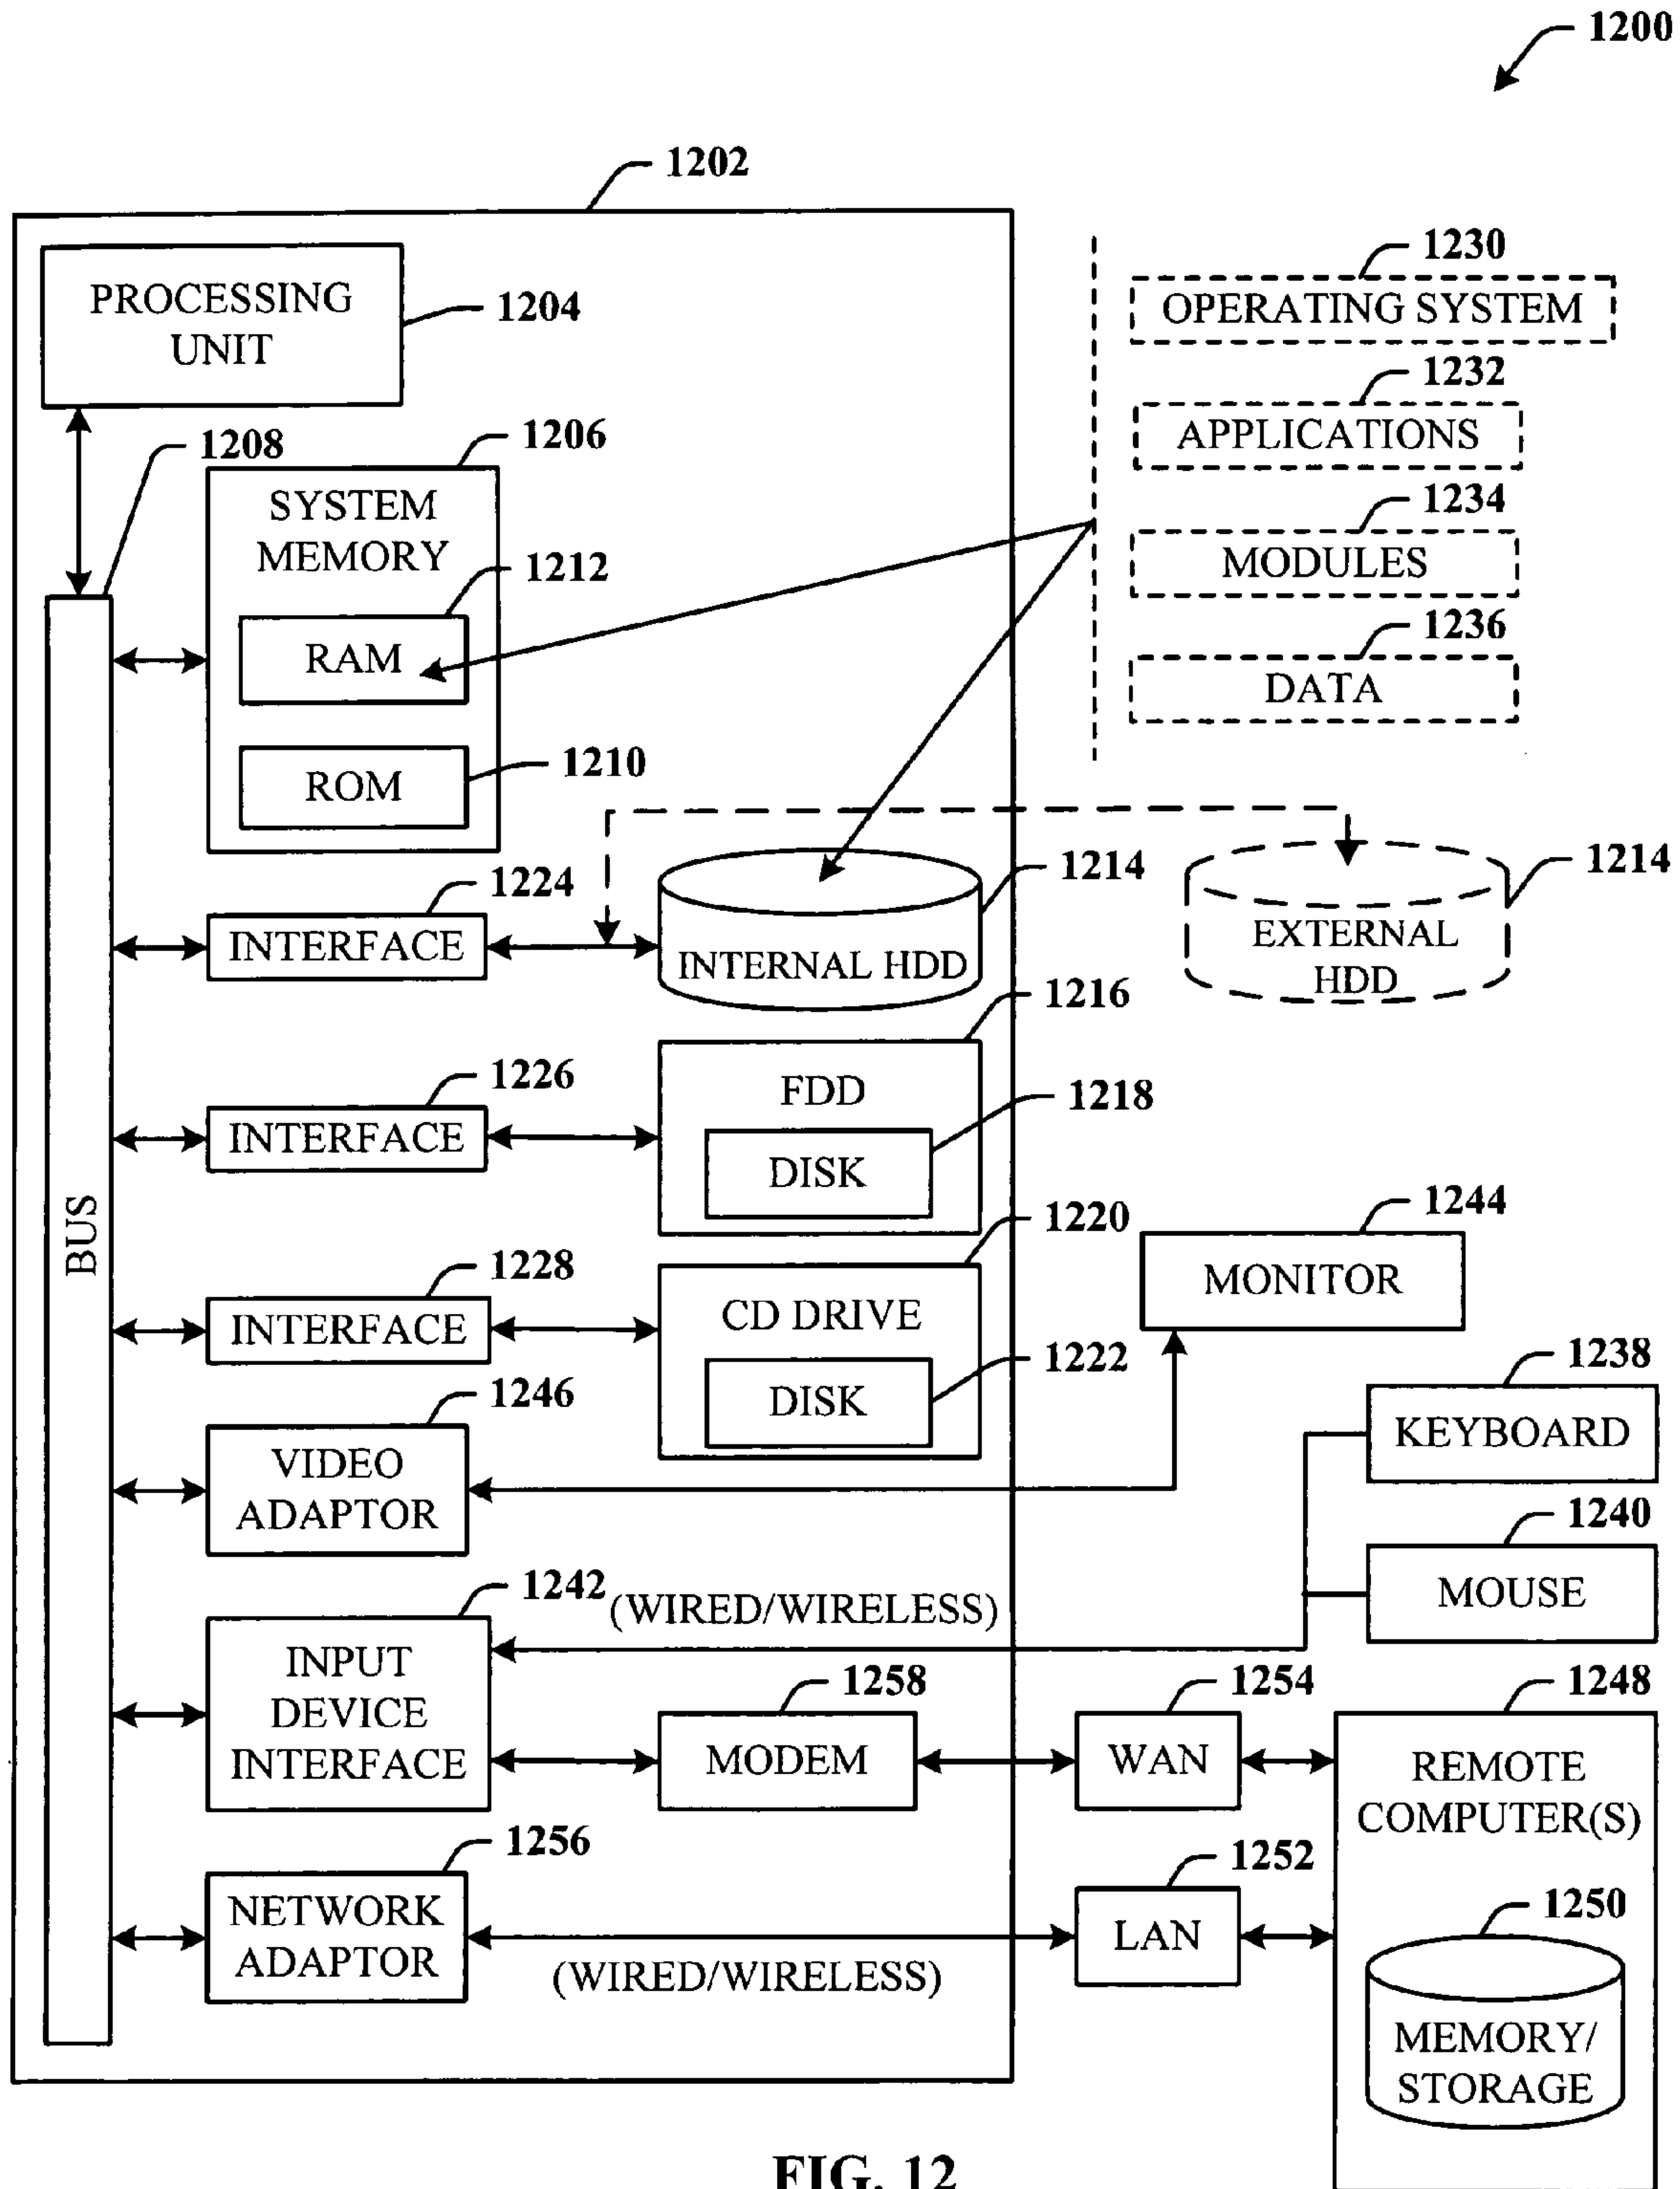 1200
1202
PROCESSING
UNIT
1204
1230
OPERATING SYSTEM
1232
APPLICATIONS
1234
MODULES
1236
DATA
1208
1206
SYSTEM
MEMORY
1212
RAM
1210
ROM
1224
INTERFACE
1214
INTERNAL HDD
1214
EXTERNAL
HDD
1216
FDD
1226
INTERFACE
1218
DISK
BUS
1220
CD DRIVE
1228
INTERFACE
1222
DISK
1244
MONITOR
1246
VIDEO
ADAPTOR
1238
KEYBOARD
1240
MOUSE
1242
(WIRED/WIRELESS)
INPUT
DEVICE
INTERFACE
1258
MODEM
1254
WAN
1248
REMOTE
COMPUTER(S)
1256
NETWORK
ADAPTOR
(WIRED/WIRELESS)
1252
LAN
1250
MEMORY/
STORAGE
FIG. 12